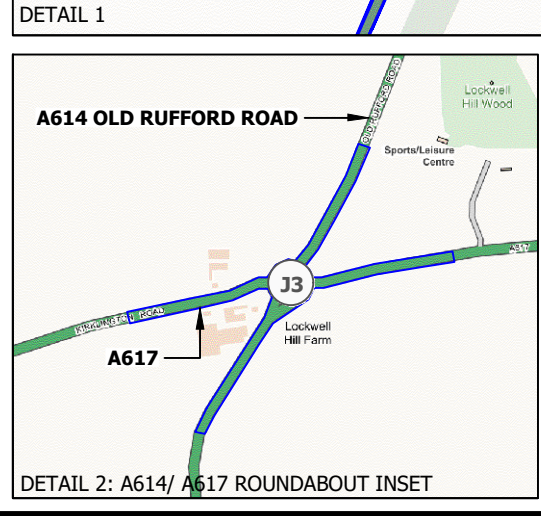 DETAIL 1
A614 OLD RUFFORD ROAD
OLD RUFFORD ROAD
Lockwell
Hill Wood
Sports/Leisure
Centre
A617
J3
KIRKLINGTON ROAD
Lockwell
Hill Farm
A617
DETAIL 2: A614/ A617 ROUNDABOUT INSET